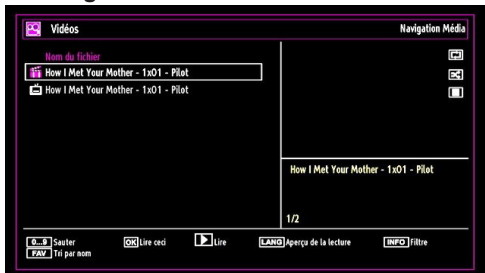 Vidéos
Navigation Média
Nom du fichier
How I Met Your Mother - 1x01 - Pilot
How I Met Your Mother - 1x01 - Pilot
How I Met Your Mother - 1x01 - Pilot
1/2
0...9 Sauter
OK Lire ceci
Lire
LANG Aperçu de la lecture
INFO Filtre
FAV Tri par nom